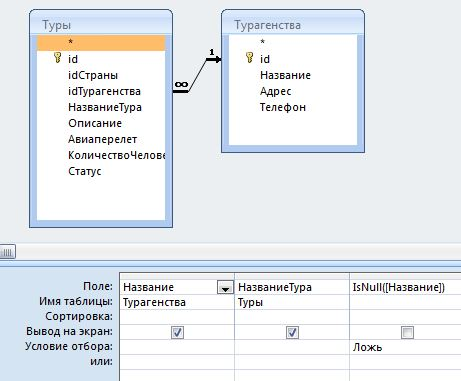 Туры
*
id
idСтраны
idТурагенства
НазваниеТура
Описание
Авиаперелет
КоличествоЧелове
Статус
Турагенства
*
id
Название
Адрес
Телефон
1
∞
Поле: Название НазваниеТура IsNull([Название])
Имя таблицы: Турагенства Туры
Сортировка:
Вывод на экран:
Условие отбора: Ложь
или: